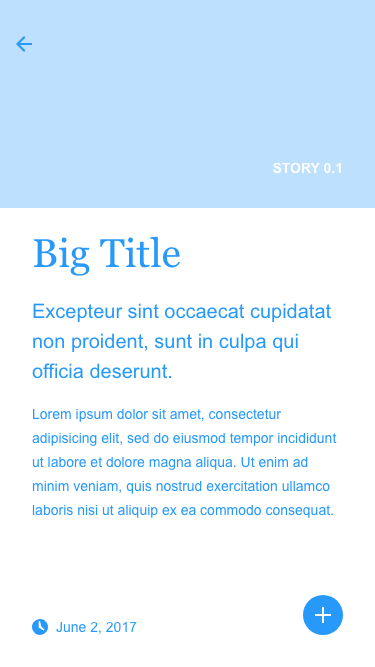 STORY 0.1
Big Title
Excepteur sint occaecat cupidatat
non proident, sunt in culpa qui
officia deserunt.
Lorem ipsum dolor sit amet, consectetur
adipisicing elit, sed do eiusmod tempor incididunt
ut labore et dolore magna aliqua. Ut enim ad
minim veniam, quis nostrud exercitation ullamco
laboris nisi ut aliquip ex ea commodo consequat.
June 2, 2017